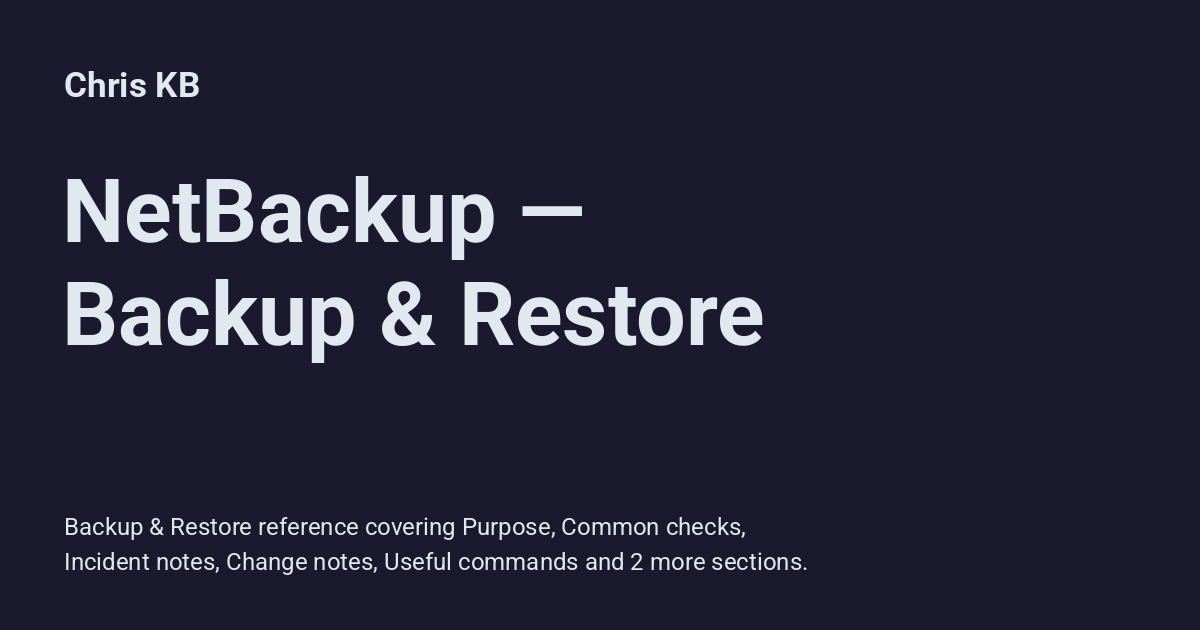 Chris KB
NetBackup —
Backup & Restore
Backup & Restore reference covering Purpose, Common checks,
Incident notes, Change notes, Useful commands and 2 more sections.